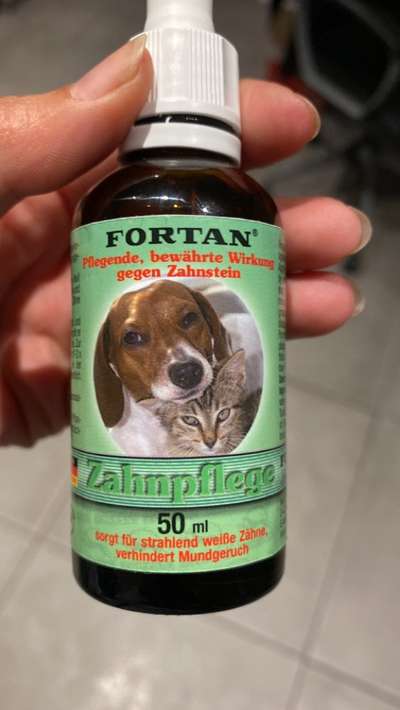 FORTAN®
Pflegende, bewährte Wirkung
gegen Zahnstein
Zahnpflege
50 ml
sorgt für strahlend weiße Zähne,
verhindert Mundgeruch